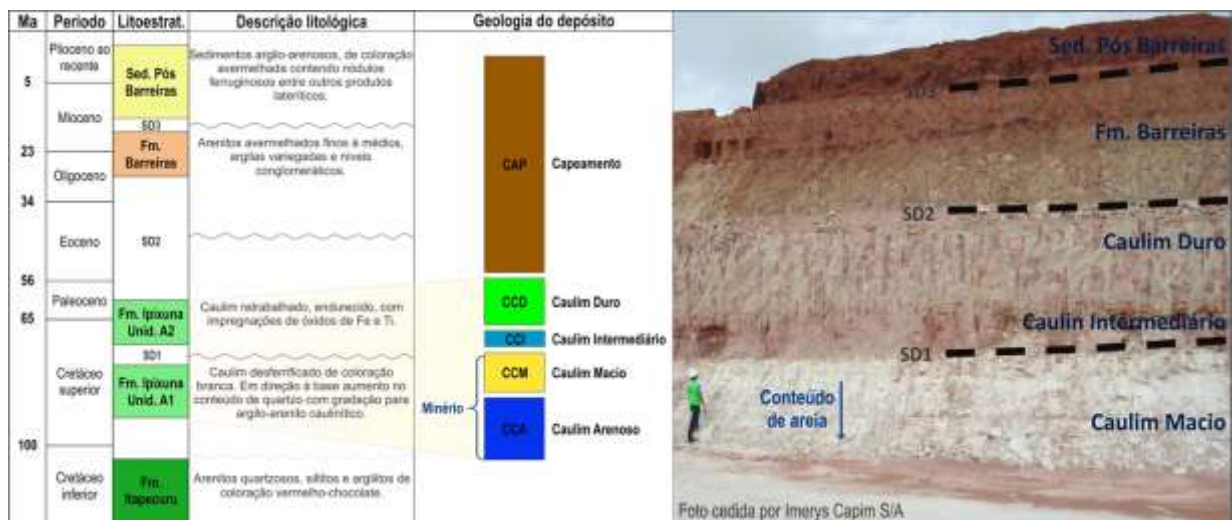 Ma
Período
Litoestrat.
Descrição litológica
Geologia do depósito
Plioceno ao
recente
Sed. Pós
Barreiras
Sedimentos argilo-arenosos, de coloração
avermelhada contendo nódulos
ferruginosos entre outros produtos
lateríticos.
5
Mioceno
SD3
23
Fm.
Barreiras
Arenitos avermelhados finos à médios,
argilas variegadas e níveis
conglomeráticos.
Oligoceno
34
Eoceno
SD2
56
Paleoceno
65
Fm. Ipixuna
Unid. A2
Caulim retrabalhado, endurecido, com
impregnações de óxidos de Fe e Ti.
SD1
Cretáceo
superior
Fm. Ipixuna
Unid. A1
Caulim desferrificado de coloração
branca. Em direção à base aumento no
conteúdo de quartzo com gradação para
argilo-arenito caulinítico.
100
Cretáceo
inferior
Fm.
Itapecuru
Arenitos quartzosos, siltitos e argilitos de
coloração vermelho-chocolate.
CAP
Capeamento
CCD
Caulim Duro
CCI
Caulim Intermediário
Minério
CCM
Caulim Macio
CCA
Caulim Arenoso
Sed. Pós Barreiras
SD3
Fm. Barreiras
SD2
Caulim Duro
Caulin Intermediário
SD1
Conteúdo
de areia
Caulim Macio
Foto cedida por Imerys Capim S/A